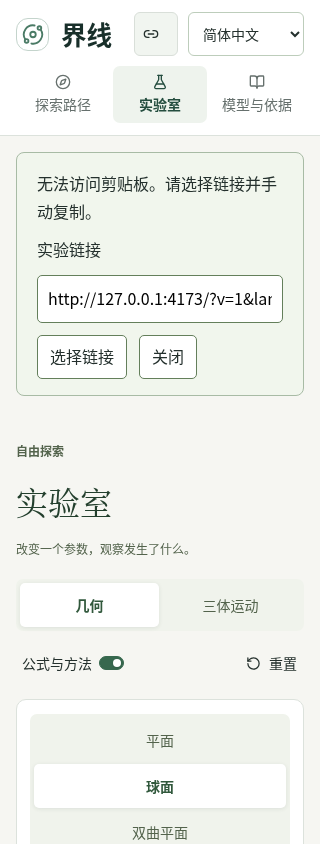 界线
简体中文
探索路径
实验室
模型与依据
无法访问剪贴板。请选择链接并手
动复制。
实验链接
http://127.0.0.1:4173/?v=1&lar
选择链接
关闭
自由探索
实验室
改变一个参数，观察发生了什么。
几何
三体运动
公式与方法
重置
平面
球面
双曲平面